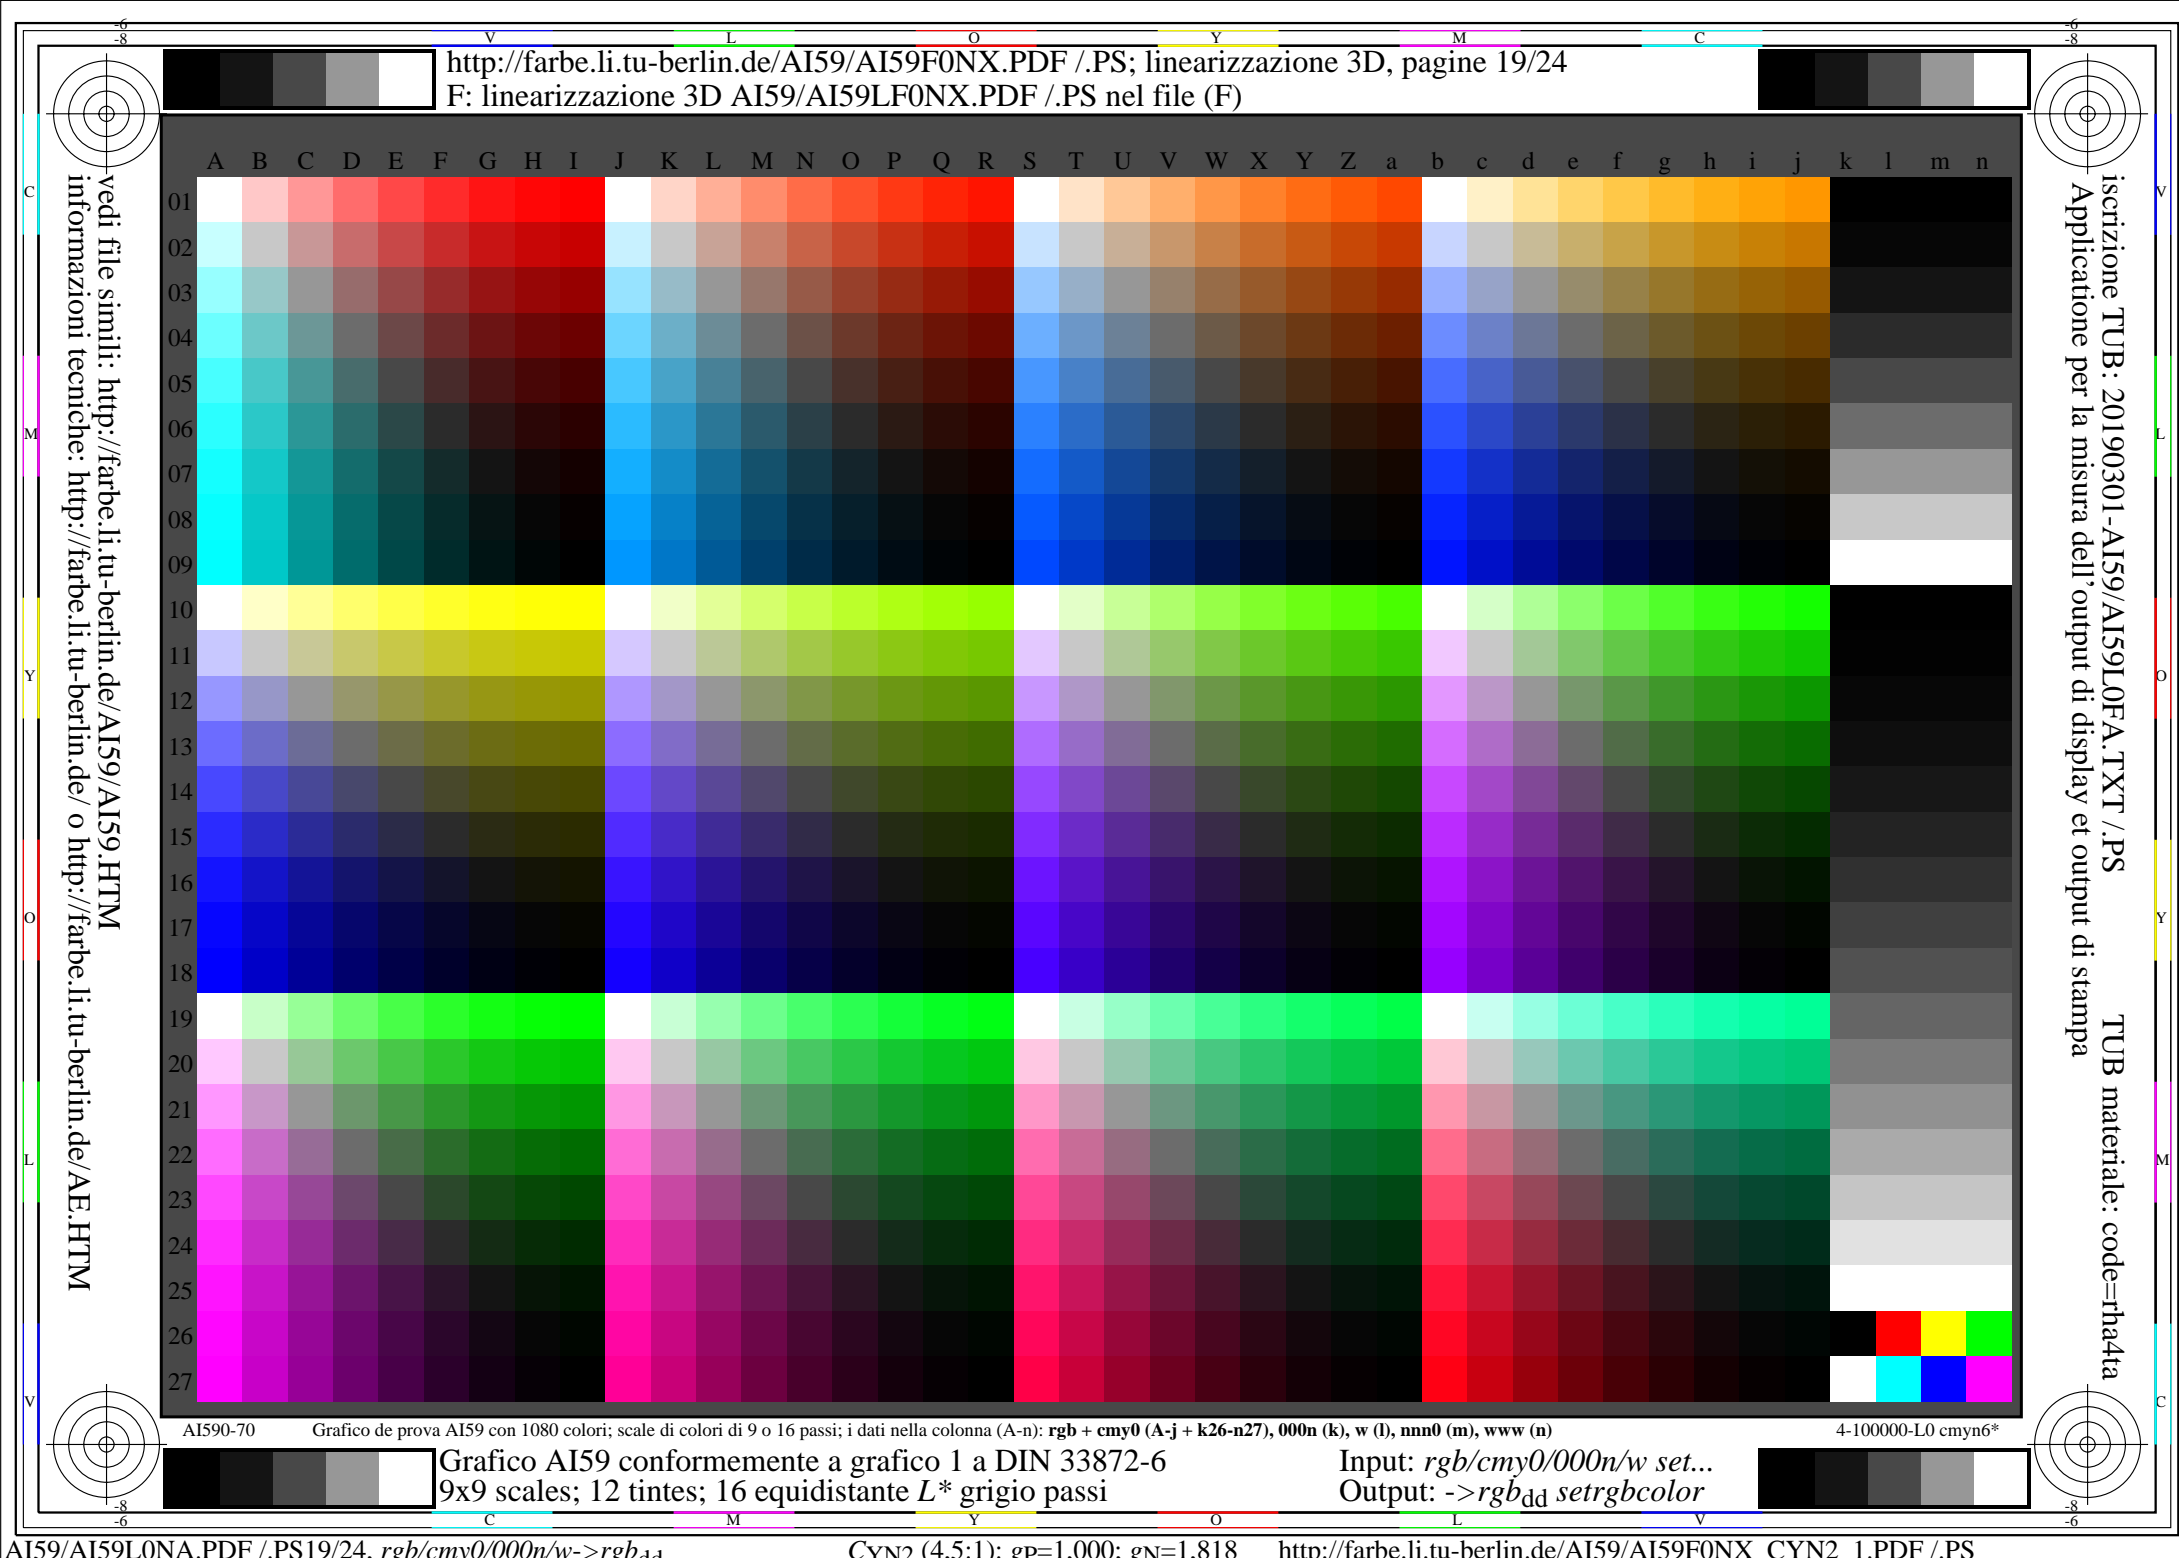 -6 -6
-8 -8
V L O Y M C
http://farbe.li.tu-berlin.de/AI59/AI59F0NX.PDF /.PS; linearizzazione 3D, pagine 19/24
F: linearizzazione 3D AI59/AI59LF0NX.PDF /.PS nel file (F)
A B C D E F G H I J K L M N O P Q R S T U V W X Y Z a b c d e f g h i j k l m n
01
02
03
04
05
06
07
08
09
10
11
12
13
14
15
16
17
18
19
20
21
22
23
24
25
26
27
C
M
Y
O
L
V
vedi file simili: http://farbe.li.tu-berlin.de/AI59/AI59.HTM
informazioni tecniche: http://farbe.li.tu-berlin.de/ o http://farbe.li.tu-berlin.de/AE.HTM
iscrizione TUB: 20190301-AI59/AI59L0FA.TXT /.PS TUB materiale: code=rha4ta
Applicatione per la misura dell'output di display et output di stampa
V
L
O
Y
M
C
AI590-70 Grafico de prova AI59 con 1080 colori; scale di colori di 9 o 16 passi; i dati nella colonna (A-n): rgb + cmy0 (A-j + k26-n27), 000n (k), w (l), nnn0 (m), www (n) 4-100000-L0 cmyn6*
Grafico AI59 conformemente a grafico 1 a DIN 33872-6 Input: rgb/cmy0/000n/w set...
9x9 scales; 12 tintes; 16 equidistante L* grigio passi Output: ->rgbdd setrgbcolor
-8 -8
-6 -6
C M Y O L V
AI59/AI59L0NA.PDF /.PS19/24, rgb/cmy0/000n/w->rgbdd CYN2 (4.5:1); gP=1.000; gN=1.818 http://farbe.li.tu-berlin.de/AI59/AI59F0NX_CYN2_1.PDF /.PS